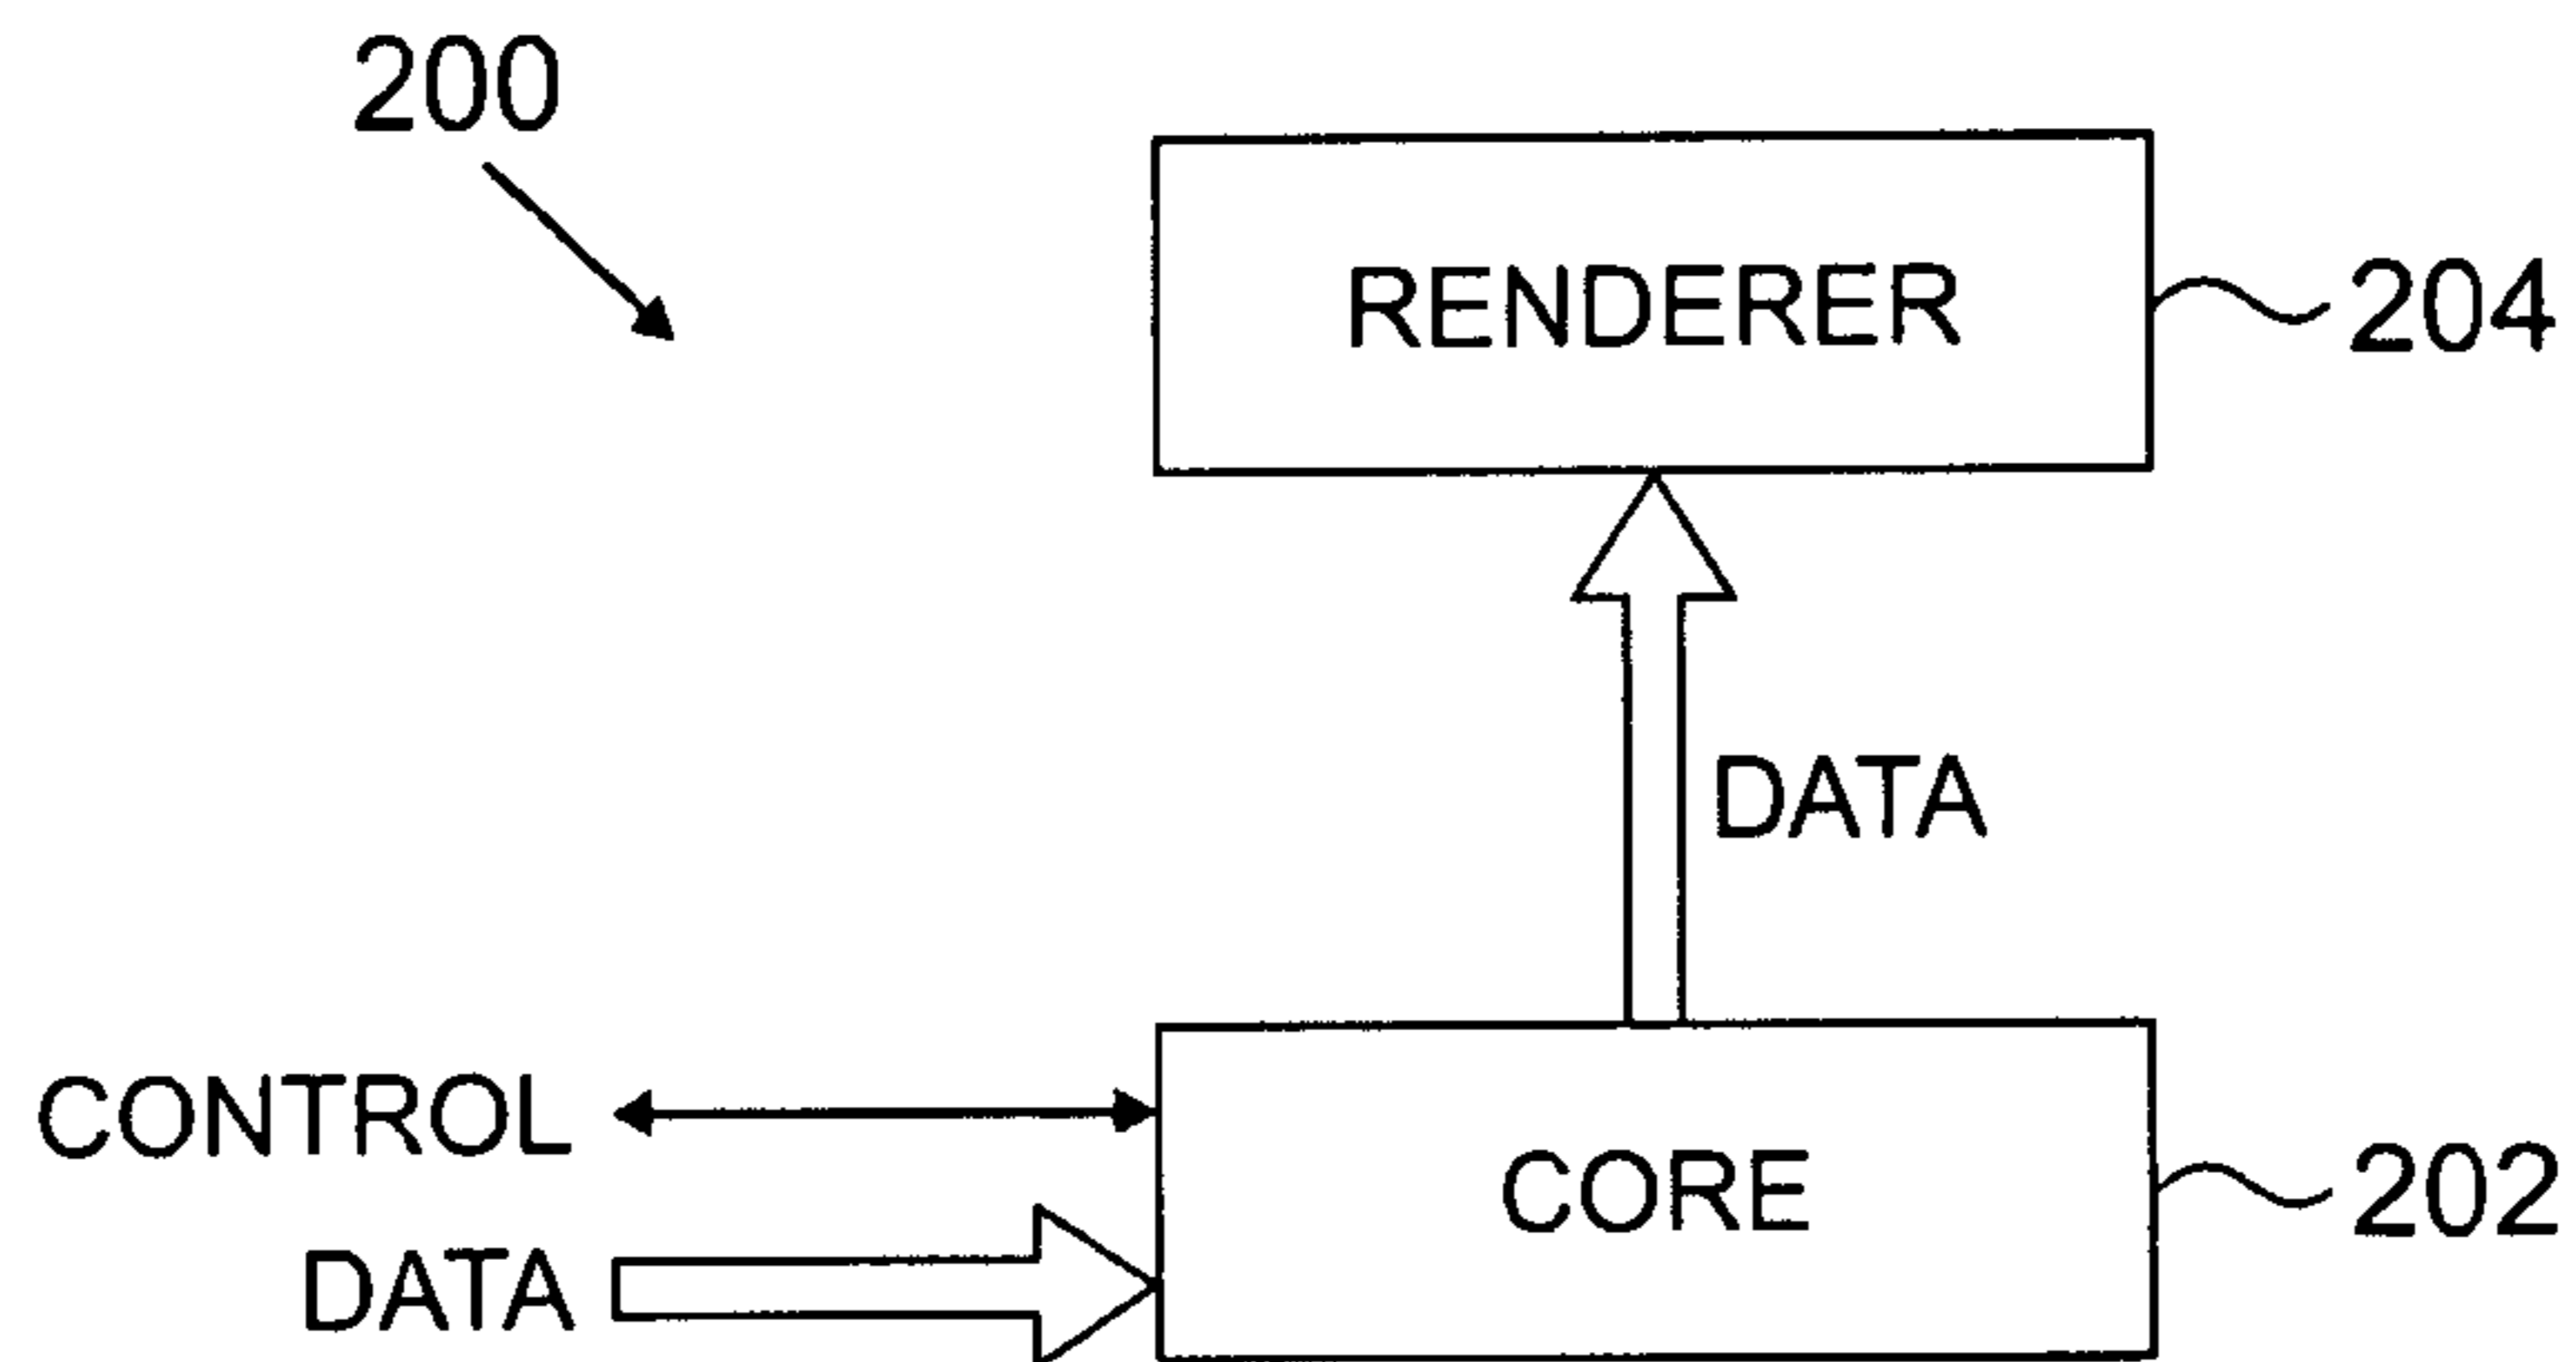 200
RENDERER
204
DATA
CONTROL
CORE
202
DATA